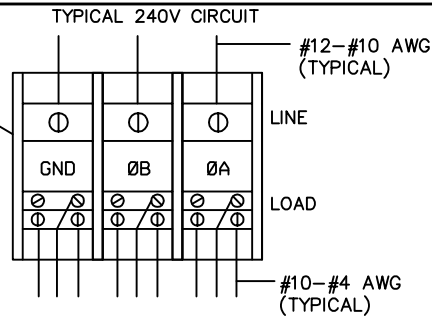 TYPICAL 240V CIRCUIT
#12-#10 AWG
(TYPICAL)
LINE
GND ØB ØA
LOAD
#10-#4 AWG
(TYPICAL)